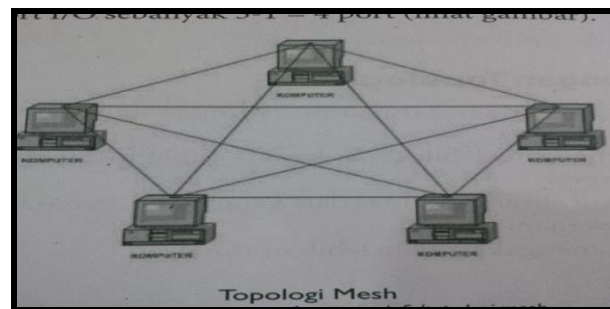 rt I/O sebanyak 5-1 = 4 port (lihat gambar).
KOMPUTER
KOMPUTER
KOMPUTER
KOMPUTER
KOMPUTER
Topologi Mesh